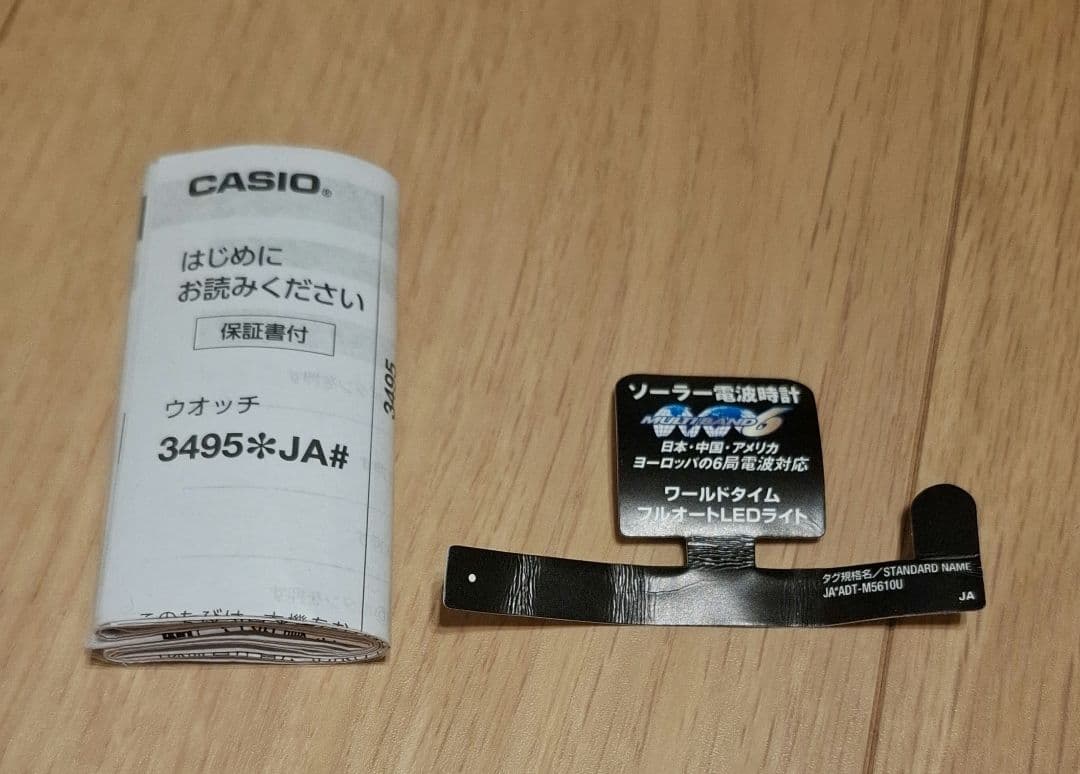 CASIO®
はじめに
お読みください
保証書付
ウオッチ
3495＊JA#
3495
ソーラー電波時計
MULTIBAND 6
日本・中国・アメリカ
ヨーロッパの6局電波対応
ワールドタイム
フルオートLEDライト
タグ規格名／STANDARD NAME
JA*ADT-M5610U
JA